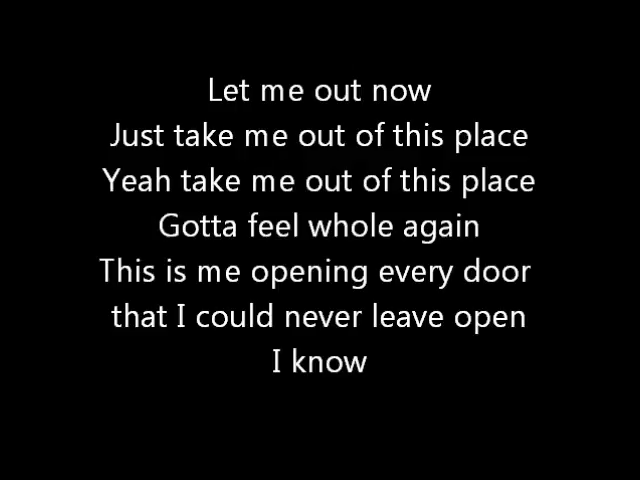 Let me out now
Just take me out of this place
Yeah take me out of this place
Gotta feel whole again
This is me opening every door
that I could never leave open
I know